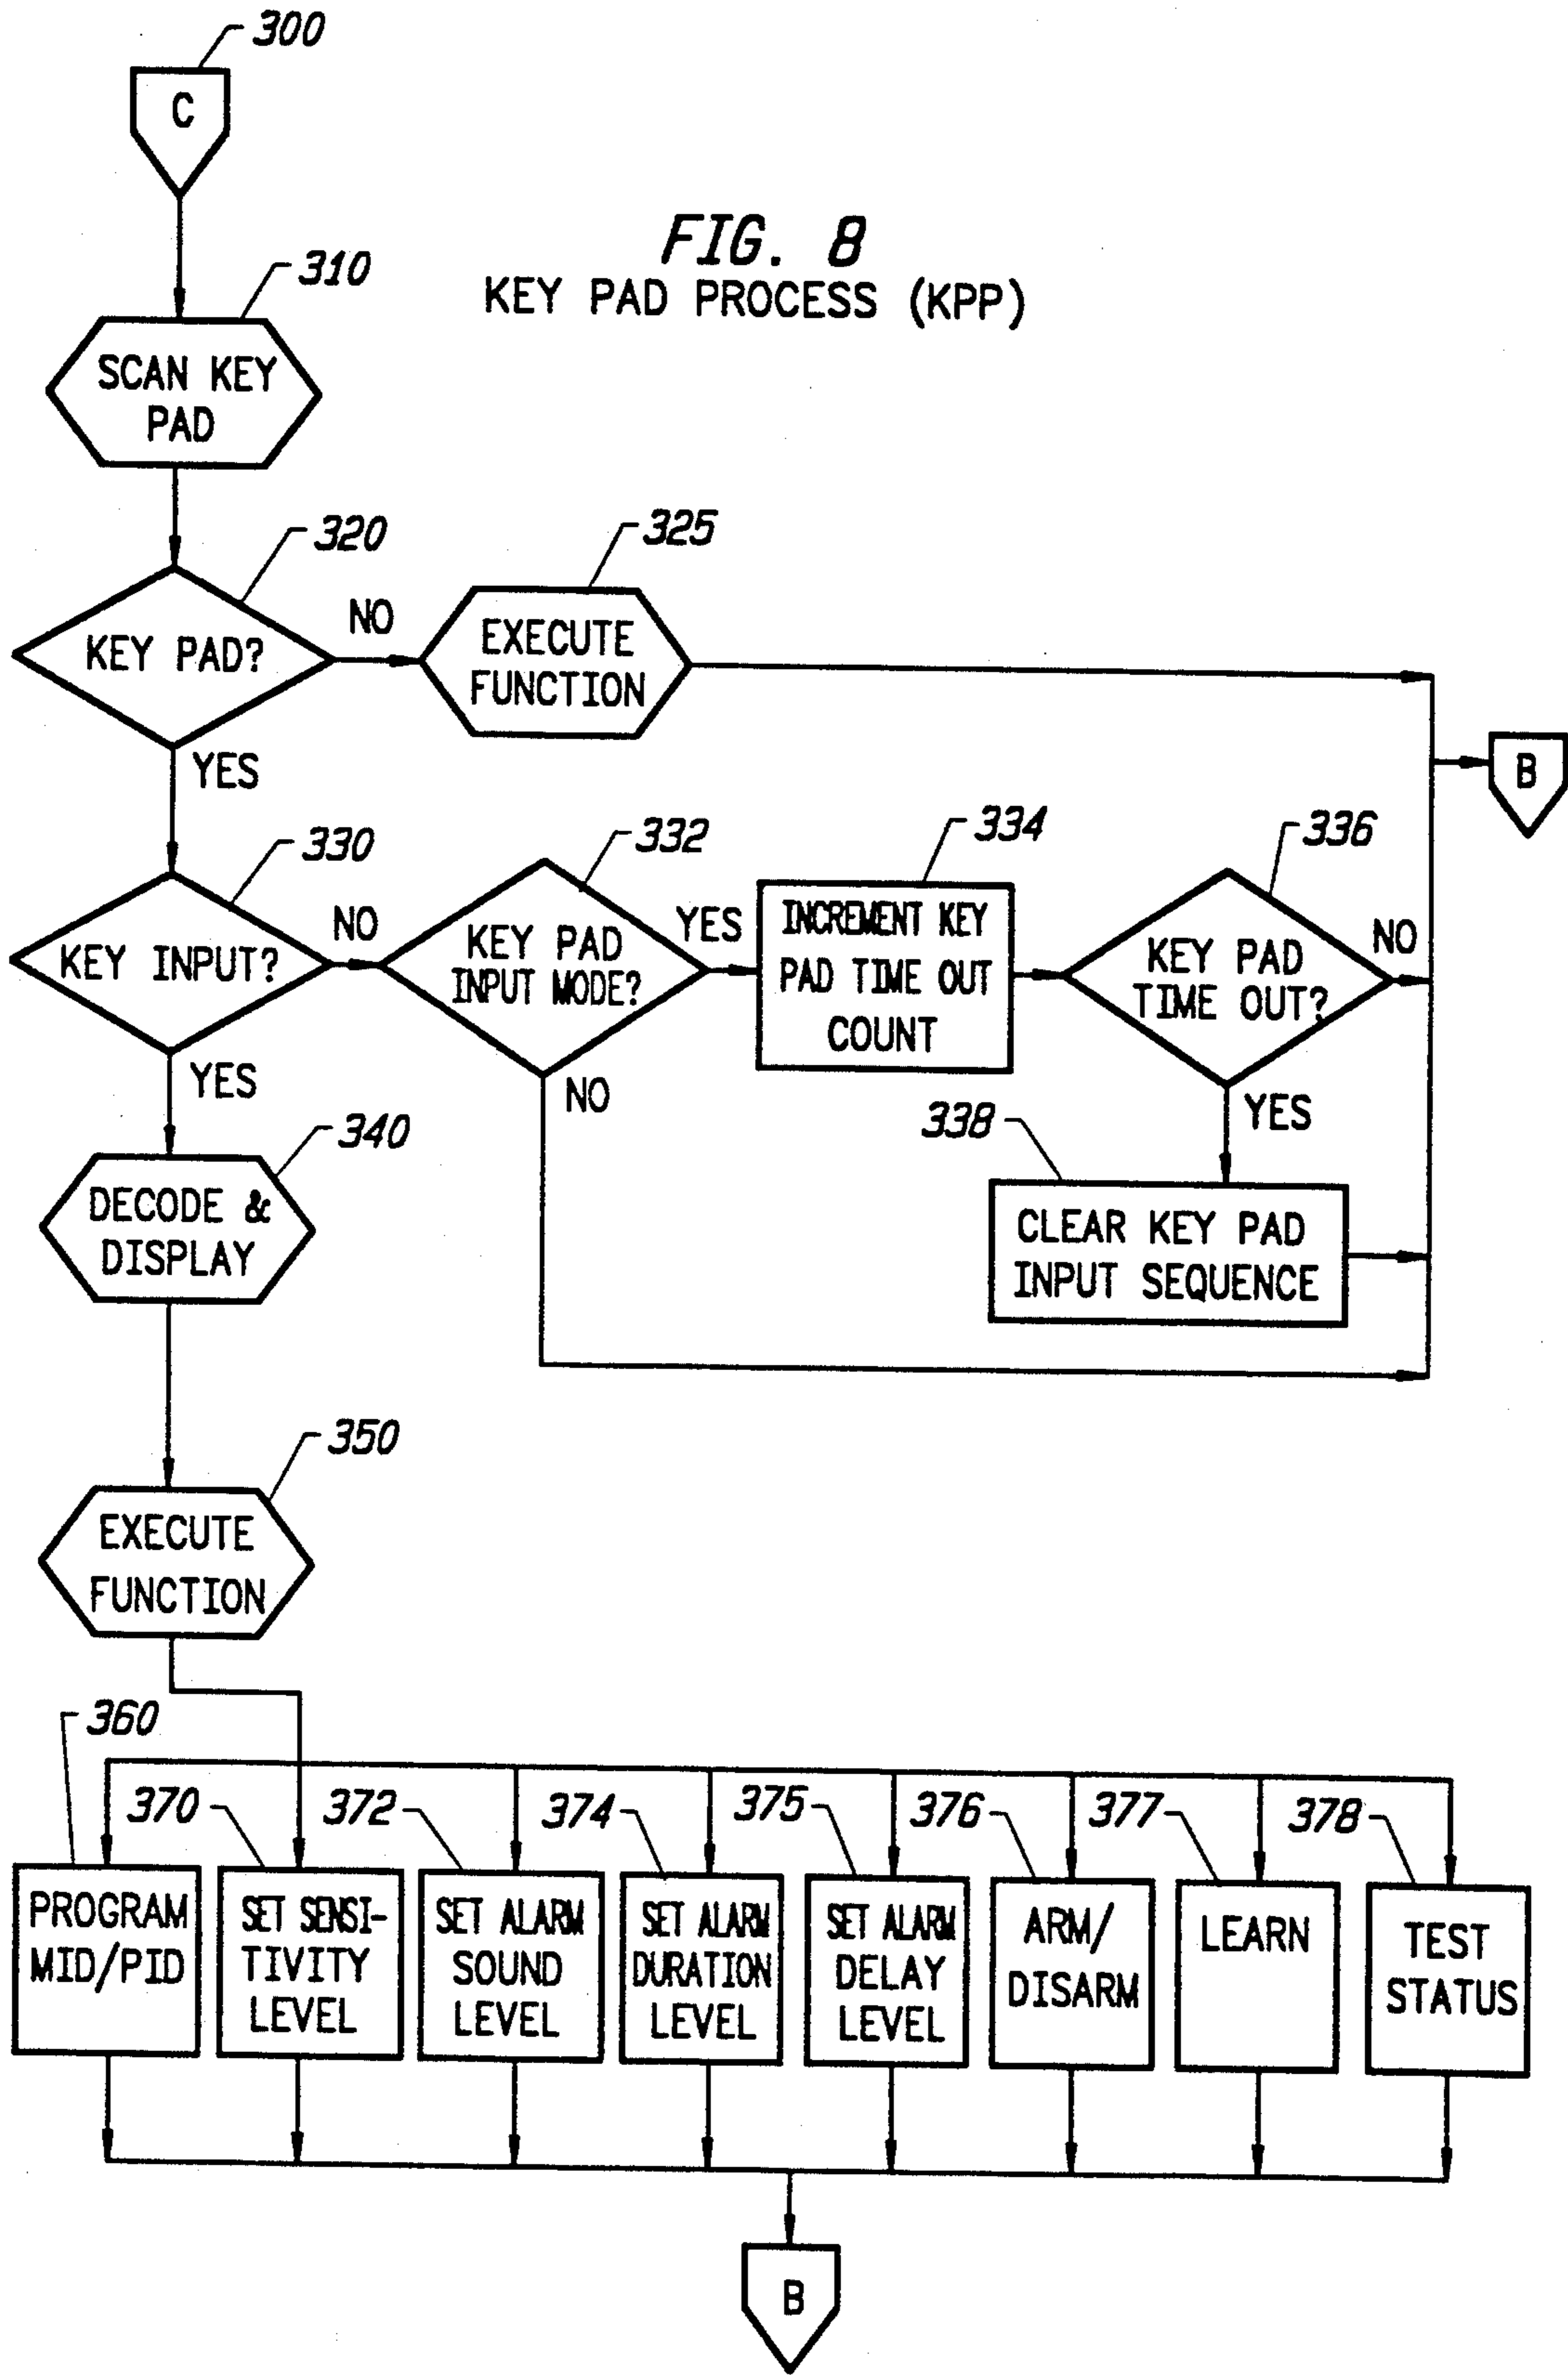 300
C
FIG. 8
KEY PAD PROCESS (KPP)
310
SCAN KEY
PAD
320
KEY PAD?
NO
YES
325
EXECUTE
FUNCTION
B
330
KEY INPUT?
NO
YES
332
KEY PAD
INPUT MODE?
YES
NO
334
INCREMENT KEY
PAD TIME OUT
COUNT
336
KEY PAD
TIME OUT?
NO
YES
338
CLEAR KEY PAD
INPUT SEQUENCE
340
DECODE &
DISPLAY
350
EXECUTE
FUNCTION
360
PROGRAM
MID/PID
370
SET SENSI-
TIVITY
LEVEL
372
SET ALARM
SOUND
LEVEL
374
SET ALARM
DURATION
LEVEL
375
SET ALARM
DELAY
LEVEL
376
ARM/
DISARM
377
LEARN
378
TEST
STATUS
B